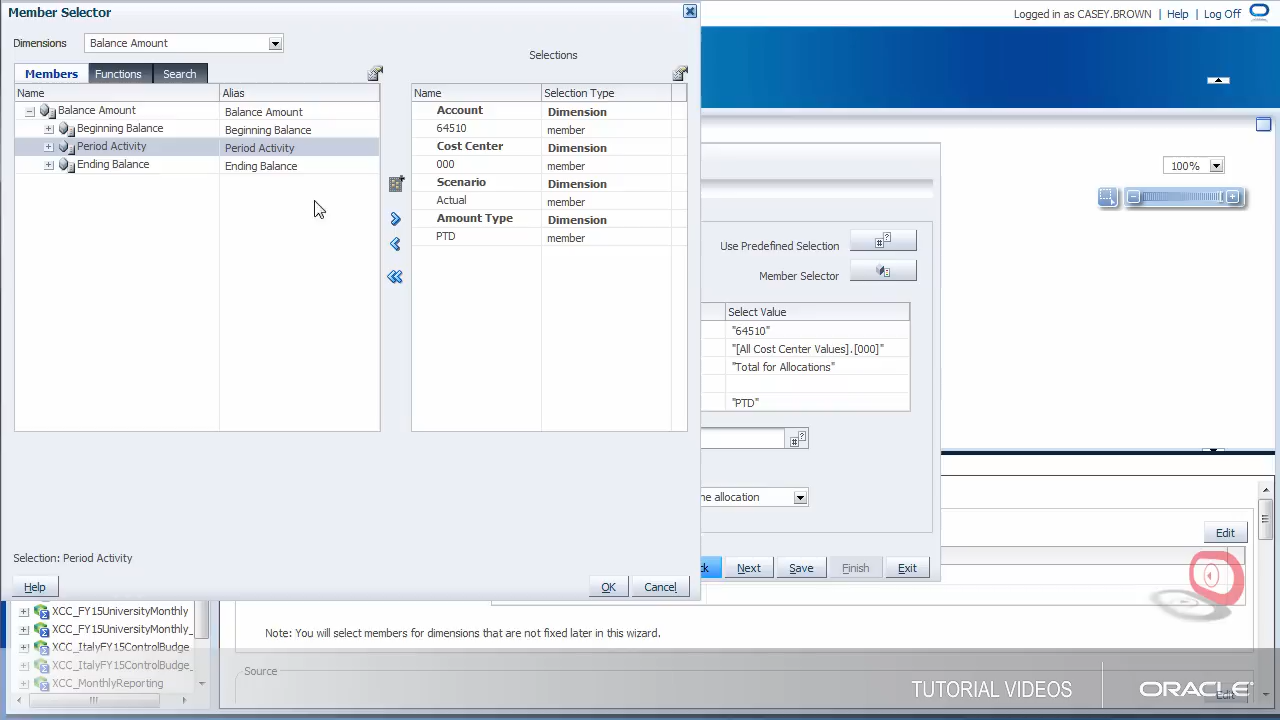 Member Selector
Logged in as CASEY.BROWN | Help | Log Off
Dimensions Balance Amount
Selections
Members Functions Search
Name Alias
Balance Amount Balance Amount
Beginning Balance Beginning Balance
Period Activity Period Activity
Ending Balance Ending Balance
Name Selection Type
Account Dimension
64510 member
Cost Center Dimension
000 member
Scenario Dimension
Actual member
Amount Type Dimension
PTD member
100%
Use Predefined Selection
Member Selector
Select Value
"64510"
"[All Cost Center Values].[000]"
"Total for Allocations"
"PTD"
ne allocation
Edit
Selection: Period Activity
Help OK Cancel
ck Next Save Finish Exit
XCC_FY15UniversityMonthly
XCC_FY15UniversityMonthly_
XCC_ItalyFY15ControlBudge
XCC_ItalyFY15ControlBudge_
XCC_MonthlyReporting
Note: You will select members for dimensions that are not fixed later in this wizard.
Source
Edit
TUTORIAL VIDEOS ORACLE